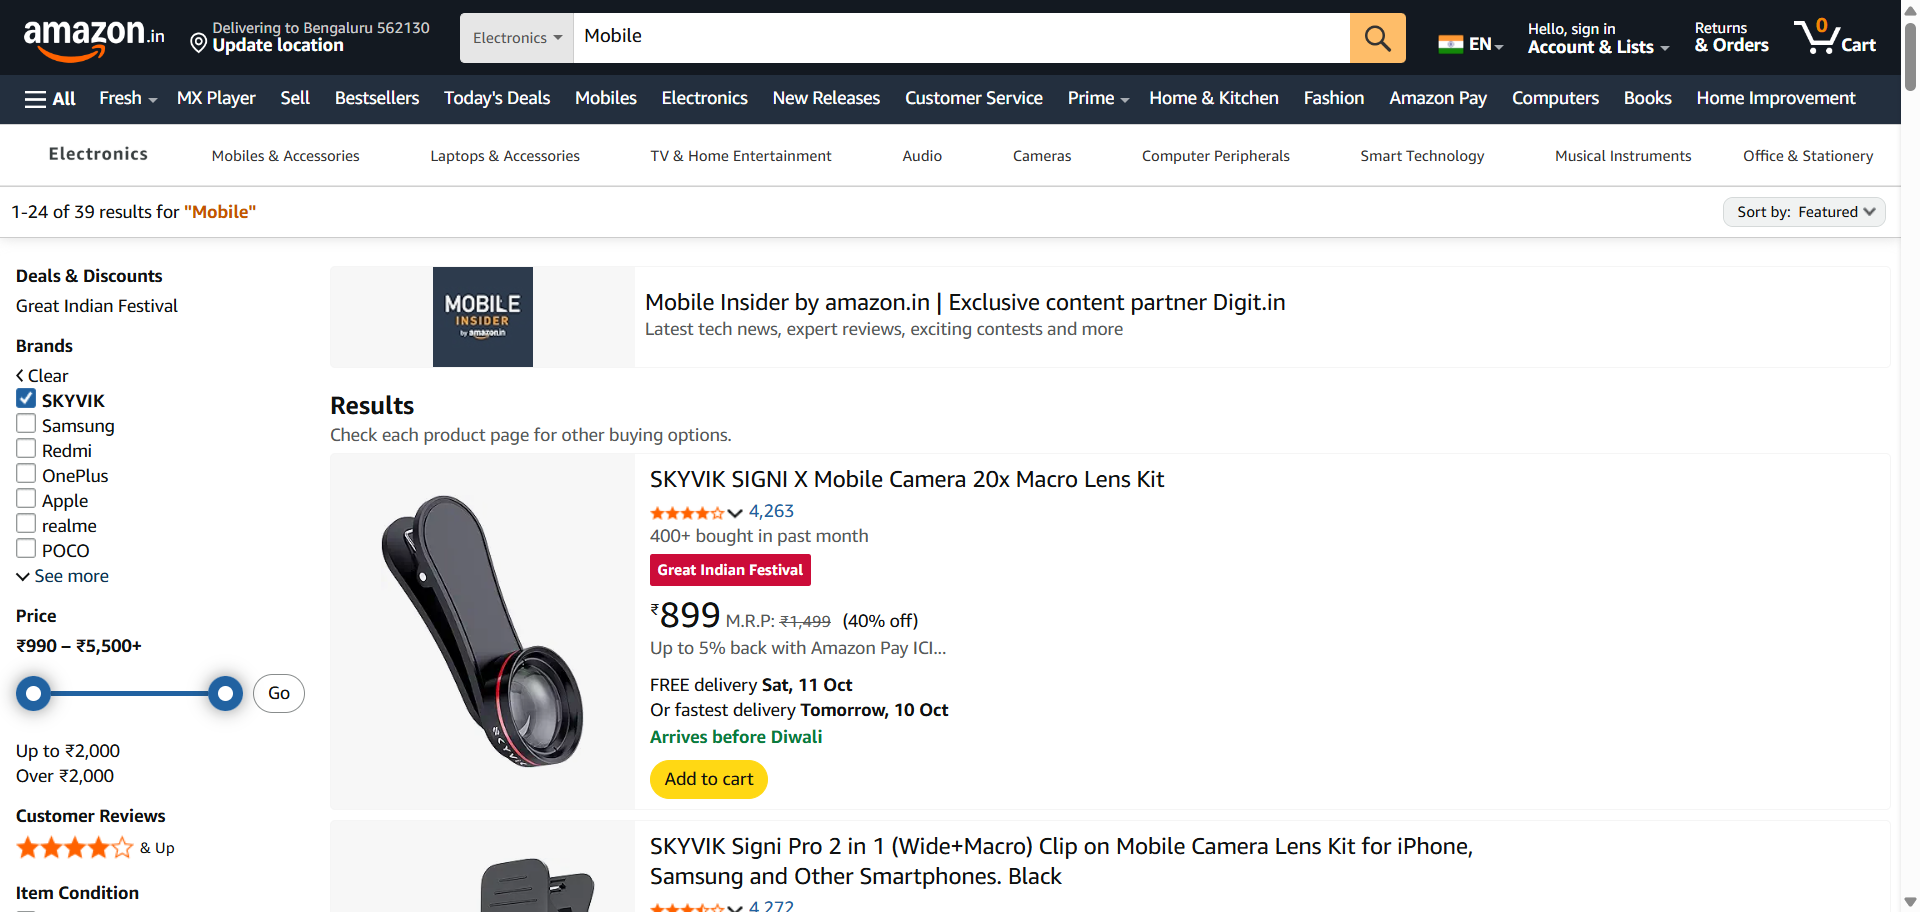 amazon.in
Delivering to Bengaluru 562130
Update location
Electronics
Mobile
EN
Hello, sign in
Account & Lists
Returns
& Orders
0
Cart
All
Fresh
MX Player
Sell
Bestsellers
Today's Deals
Mobiles
Electronics
New Releases
Customer Service
Prime
Home & Kitchen
Fashion
Amazon Pay
Computers
Books
Home Improvement
Electronics
Mobiles & Accessories
Laptops & Accessories
TV & Home Entertainment
Audio
Cameras
Computer Peripherals
Smart Technology
Musical Instruments
Office & Stationery
1-24 of 39 results for "Mobile"
Sort by: Featured
Deals & Discounts
Great Indian Festival
Brands
Clear
SKYVIK
Samsung
Redmi
OnePlus
Apple
realme
POCO
See more
Price
₹990 – ₹5,500+
Go
Up to ₹2,000
Over ₹2,000
Customer Reviews
& Up
Item Condition
MOBILE
INSIDER
by amazon.in
Mobile Insider by amazon.in | Exclusive content partner Digit.in
Latest tech news, expert reviews, exciting contests and more
Results
Check each product page for other buying options.
SKYVIK
SKYVIK SIGNI X Mobile Camera 20x Macro Lens Kit
4,263
400+ bought in past month
Great Indian Festival
₹899 M.R.P: ₹1,499 (40% off)
Up to 5% back with Amazon Pay ICI...
FREE delivery Sat, 11 Oct
Or fastest delivery Tomorrow, 10 Oct
Arrives before Diwali
Add to cart
SKYVIK Signi Pro 2 in 1 (Wide+Macro) Clip on Mobile Camera Lens Kit for iPhone,
Samsung and Other Smartphones. Black
4,272